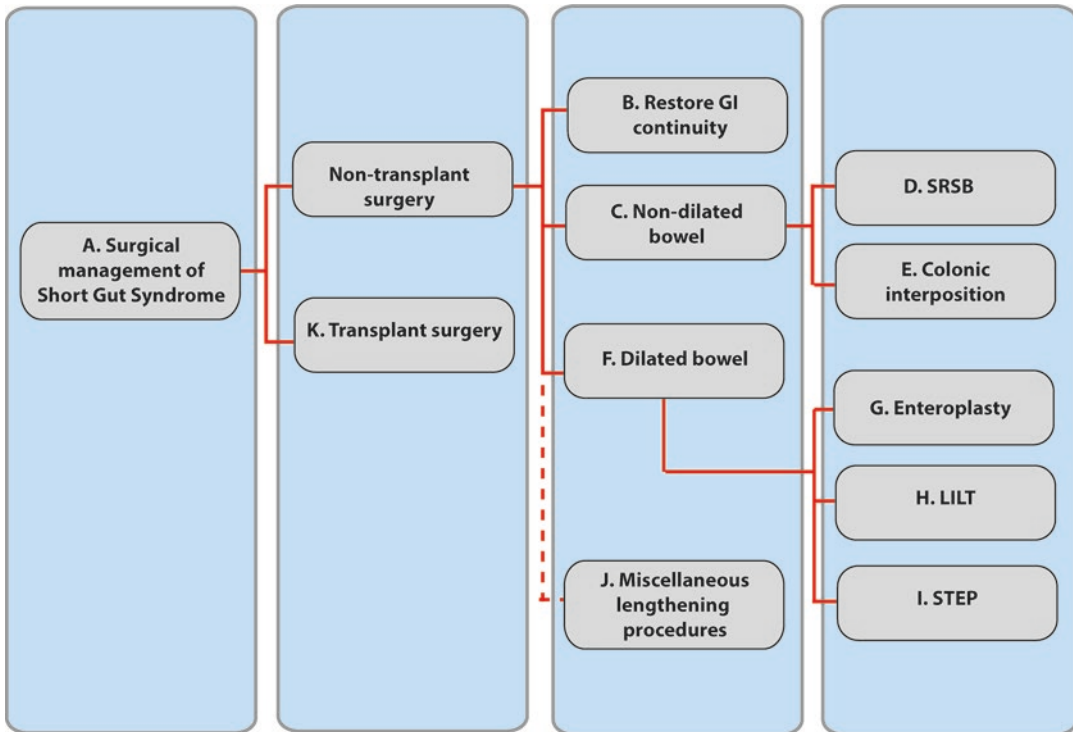 A. Surgical
management of
Short Gut Syndrome
Non-transplant
surgery
K. Transplant surgery
B. Restore GI
continuity
C. Non-dilated
bowel
F. Dilated bowel
J. Miscellaneous
lengthening
procedures
D. SRSB
E. Colonic
interposition
G. Enteroplasty
H. LILT
I. STEP